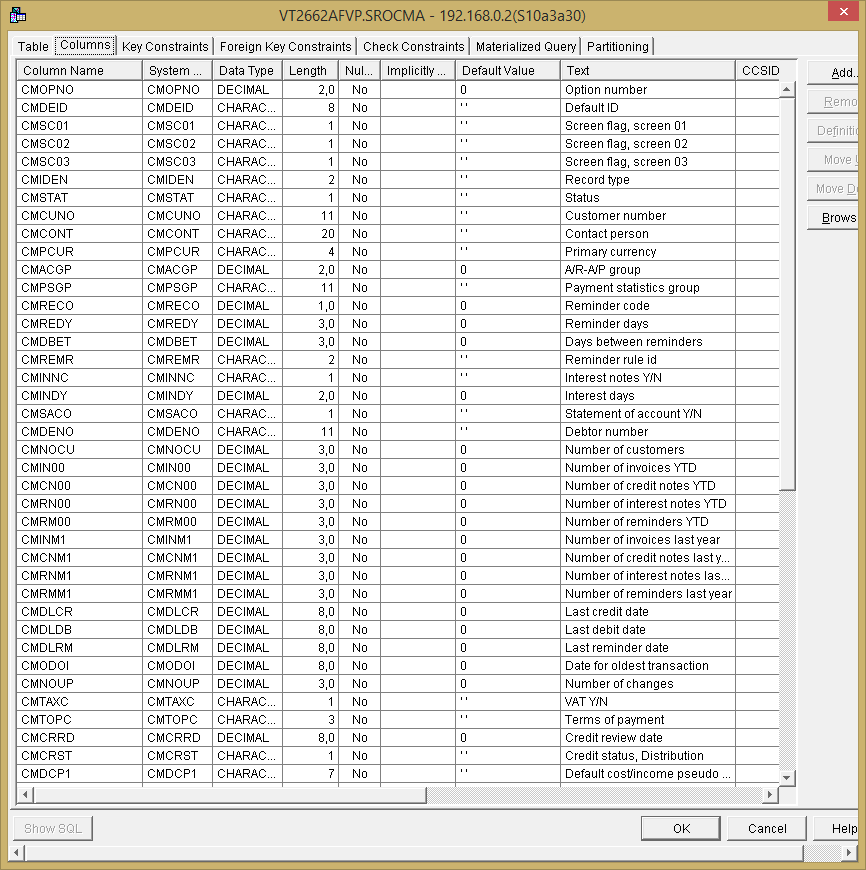 VT2662AFVP.SROCMA - 192.168.0.2(S10a3a30)
Table Columns Key Constraints Foreign Key Constraints Check Constraints Materialized Query Partitioning
Column Name System ... Data Type Length Nul... Implicitly ... Default Value Text CCSID
CMOPNO CMOPNO DECIMAL 2,0 No 0 Option number
CMDEID CMDEID CHARAC... 8 No ' ' Default ID
CMSC01 CMSC01 CHARAC... 1 No ' ' Screen flag, screen 01
CMSC02 CMSC02 CHARAC... 1 No ' ' Screen flag, screen 02
CMSC03 CMSC03 CHARAC... 1 No ' ' Screen flag, screen 03
CMIDEN CMIDEN CHARAC... 2 No ' ' Record type
CMSTAT CMSTAT CHARAC... 1 No ' ' Status
CMCUNO CMCUNO CHARAC... 11 No ' ' Customer number
CMCONT CMCONT CHARAC... 20 No ' ' Contact person
CMPCUR CMPCUR CHARAC... 4 No ' ' Primary currency
CMACGP CMACGP DECIMAL 2,0 No 0 A/R-A/P group
CMPSGP CMPSGP CHARAC... 11 No ' ' Payment statistics group
CMRECO CMRECO DECIMAL 1,0 No 0 Reminder code
CMREDY CMREDY DECIMAL 3,0 No 0 Reminder days
CMDBET CMDBET DECIMAL 3,0 No 0 Days between reminders
CMREMR CMREMR CHARAC... 2 No ' ' Reminder rule id
CMINNC CMINNC CHARAC... 1 No ' ' Interest notes Y/N
CMINDY CMINDY DECIMAL 2,0 No 0 Interest days
CMSACO CMSACO CHARAC... 1 No ' ' Statement of account Y/N
CMDENO CMDENO CHARAC... 11 No ' ' Debtor number
CMNOCU CMNOCU DECIMAL 3,0 No 0 Number of customers
CMIN00 CMIN00 DECIMAL 3,0 No 0 Number of invoices YTD
CMCN00 CMCN00 DECIMAL 3,0 No 0 Number of credit notes YTD
CMRN00 CMRN00 DECIMAL 3,0 No 0 Number of interest notes YTD
CMRM00 CMRM00 DECIMAL 3,0 No 0 Number of reminders YTD
CMINM1 CMINM1 DECIMAL 3,0 No 0 Number of invoices last year
CMCNM1 CMCNM1 DECIMAL 3,0 No 0 Number of credit notes last y...
CMRNM1 CMRNM1 DECIMAL 3,0 No 0 Number of interest notes las...
CMRMM1 CMRMM1 DECIMAL 3,0 No 0 Number of reminders last year
CMDLCR CMDLCR DECIMAL 8,0 No 0 Last credit date
CMDLDB CMDLDB DECIMAL 8,0 No 0 Last debit date
CMDLRM CMDLRM DECIMAL 8,0 No 0 Last reminder date
CMODOI CMODOI DECIMAL 8,0 No 0 Date for oldest transaction
CMNOUP CMNOUP DECIMAL 3,0 No 0 Number of changes
CMTAXC CMTAXC CHARAC... 1 No ' ' VAT Y/N
CMTOPC CMTOPC CHARAC... 3 No ' ' Terms of payment
CMCRRD CMCRRD DECIMAL 8,0 No 0 Credit review date
CMCRST CMCRST CHARAC... 1 No ' ' Credit status, Distribution
CMDCP1 CMDCP1 CHARAC... 7 No ' ' Default cost/income pseudo ...
Add..
Remo
Definitio
Move U
Move Do
Brows
Show SQL OK Cancel Help